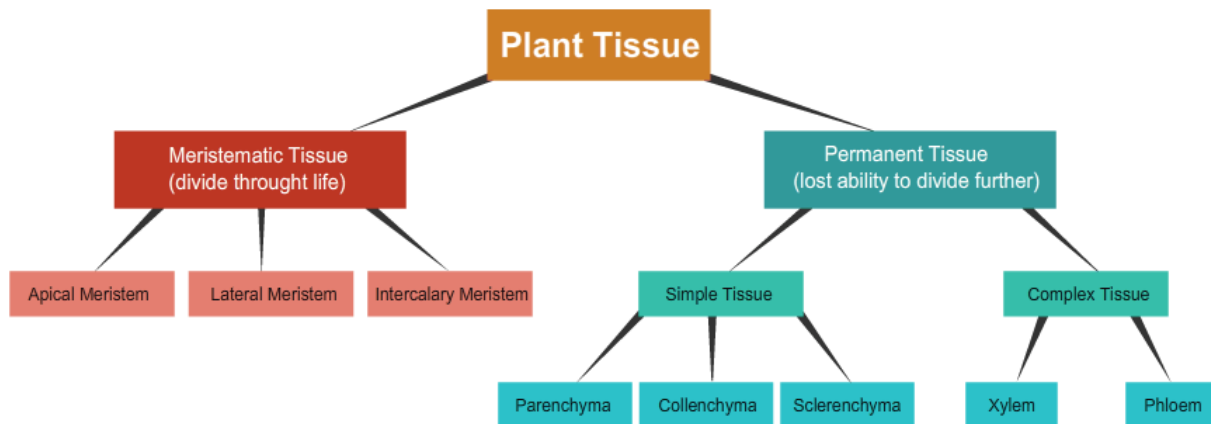 Plant Tissue
Meristematic Tissue
(divide throught life)
Permanent Tissue
(lost ability to divide further)
Apical Meristem
Lateral Meristem
Intercalary Meristem
Simple Tissue
Complex Tissue
Parenchyma
Collenchyma
Sclerenchyma
Xylem
Phloem